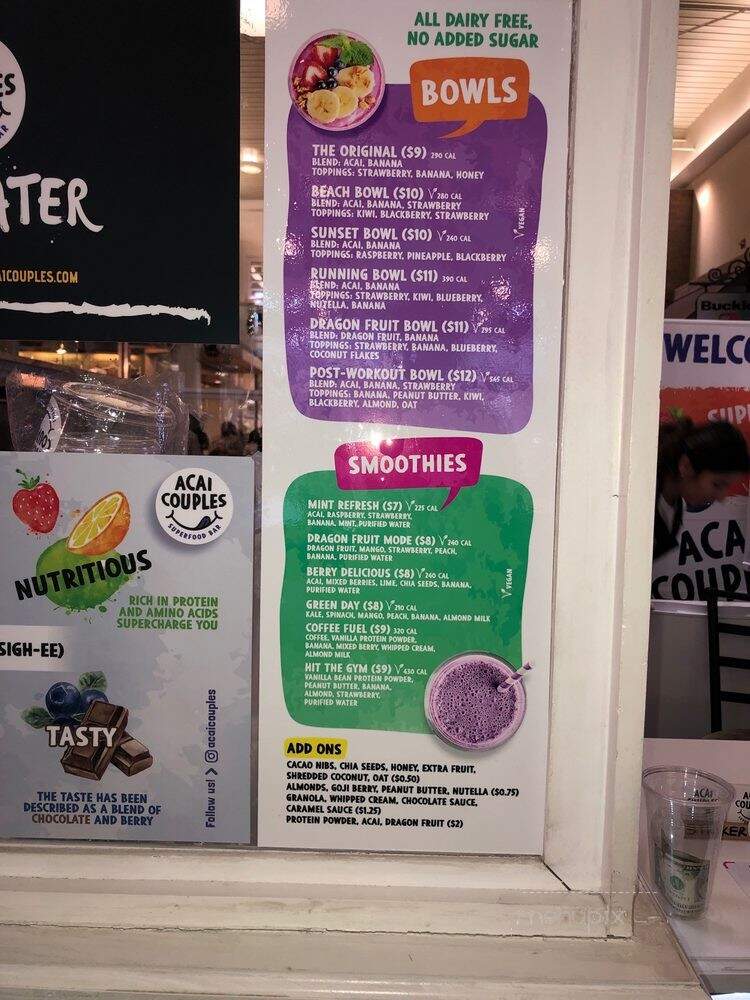 ATER
AICOUPLES.COM
ALL DAIRY FREE,
NO ADDED SUGAR
BOWLS
THE ORIGINAL ($9) 290 CAL
BLEND: ACAI, BANANA
TOPPINGS: STRAWBERRY, BANANA, HONEY
BEACH BOWL ($10) V 280 CAL
BLEND: ACAI, BANANA, STRAWBERRY
TOPPINGS: KIWI, BLACKBERRY, STRAWBERRY
SUNSET BOWL ($10) V 240 CAL
BLEND: ACAI, BANANA
TOPPINGS: RASPBERRY, PINEAPPLE, BLACKBERRY
RUNNING BOWL ($11) 390 CAL
BLEND: ACAI, BANANA
TOPPINGS: STRAWBERRY, KIWI, BLUEBERRY,
NUTELLA, BANANA
DRAGON FRUIT BOWL ($11) V 295 CAL
BLEND: DRAGON FRUIT, BANANA
TOPPINGS: STRAWBERRY, BANANA, BLUEBERRY,
COCONUT FLAKES
POST-WORKOUT BOWL ($12) V 545 CAL
BLEND: ACAI, BANANA, STRAWBERRY
TOPPINGS: BANANA, PEANUT BUTTER, KIWI,
BLACKBERRY, ALMOND, OAT
V VEGAN
SMOOTHIES
MINT REFRESH ($7) V 225 CAL
ACAI, RASPBERRY, STRAWBERRY,
BANANA, MINT, PURIFIED WATER
DRAGON FRUIT MODE ($8) V 240 CAL
DRAGON FRUIT, MANGO, STRAWBERRY, PEACH,
BANANA, PURIFIED WATER
BERRY DELICIOUS ($8) V 260 CAL
ACAI, MIXED BERRIES, LIME, CHIA SEEDS, BANANA,
PURIFIED WATER
GREEN DAY ($8) V 210 CAL
KALE, SPINACH, MANGO, PEACH, BANANA, ALMOND MILK
COFFEE FUEL ($9) 320 CAL
COFFEE, VANILLA PROTEIN POWDER,
BANANA, MIXED BERRY, WHIPPED CREAM,
ALMOND MILK
HIT THE GYM ($9) V 430 CAL
VANILLA BEAN PROTEIN POWDER,
PEANUT BUTTER, BANANA,
ALMOND, STRAWBERRY,
PURIFIED WATER
V VEGAN
ADD ONS
CACAO NIBS, CHIA SEEDS, HONEY, EXTRA FRUIT,
SHREDDED COCONUT, OAT ($0.50)
ALMONDS, GOJI BERRY, PEANUT BUTTER, NUTELLA ($0.75)
GRANOLA, WHIPPED CREAM, CHOCOLATE SAUCE,
CARAMEL SAUCE ($1.25)
PROTEIN POWDER, ACAI, DRAGON FRUIT ($2)
ACAI
COUPLES
SUPERFOOD BAR
NUTRITIOUS
RICH IN PROTEIN
AND AMINO ACIDS
SUPERCHARGE YOU
SIGH-EE)
TASTY
THE TASTE HAS BEEN
DESCRIBED AS A BLEND OF
CHOCOLATE AND BERRY
Follow us! > acaicouples
Buckl
WELCO
SUP
ACA
COUPL
ACAI
menupix